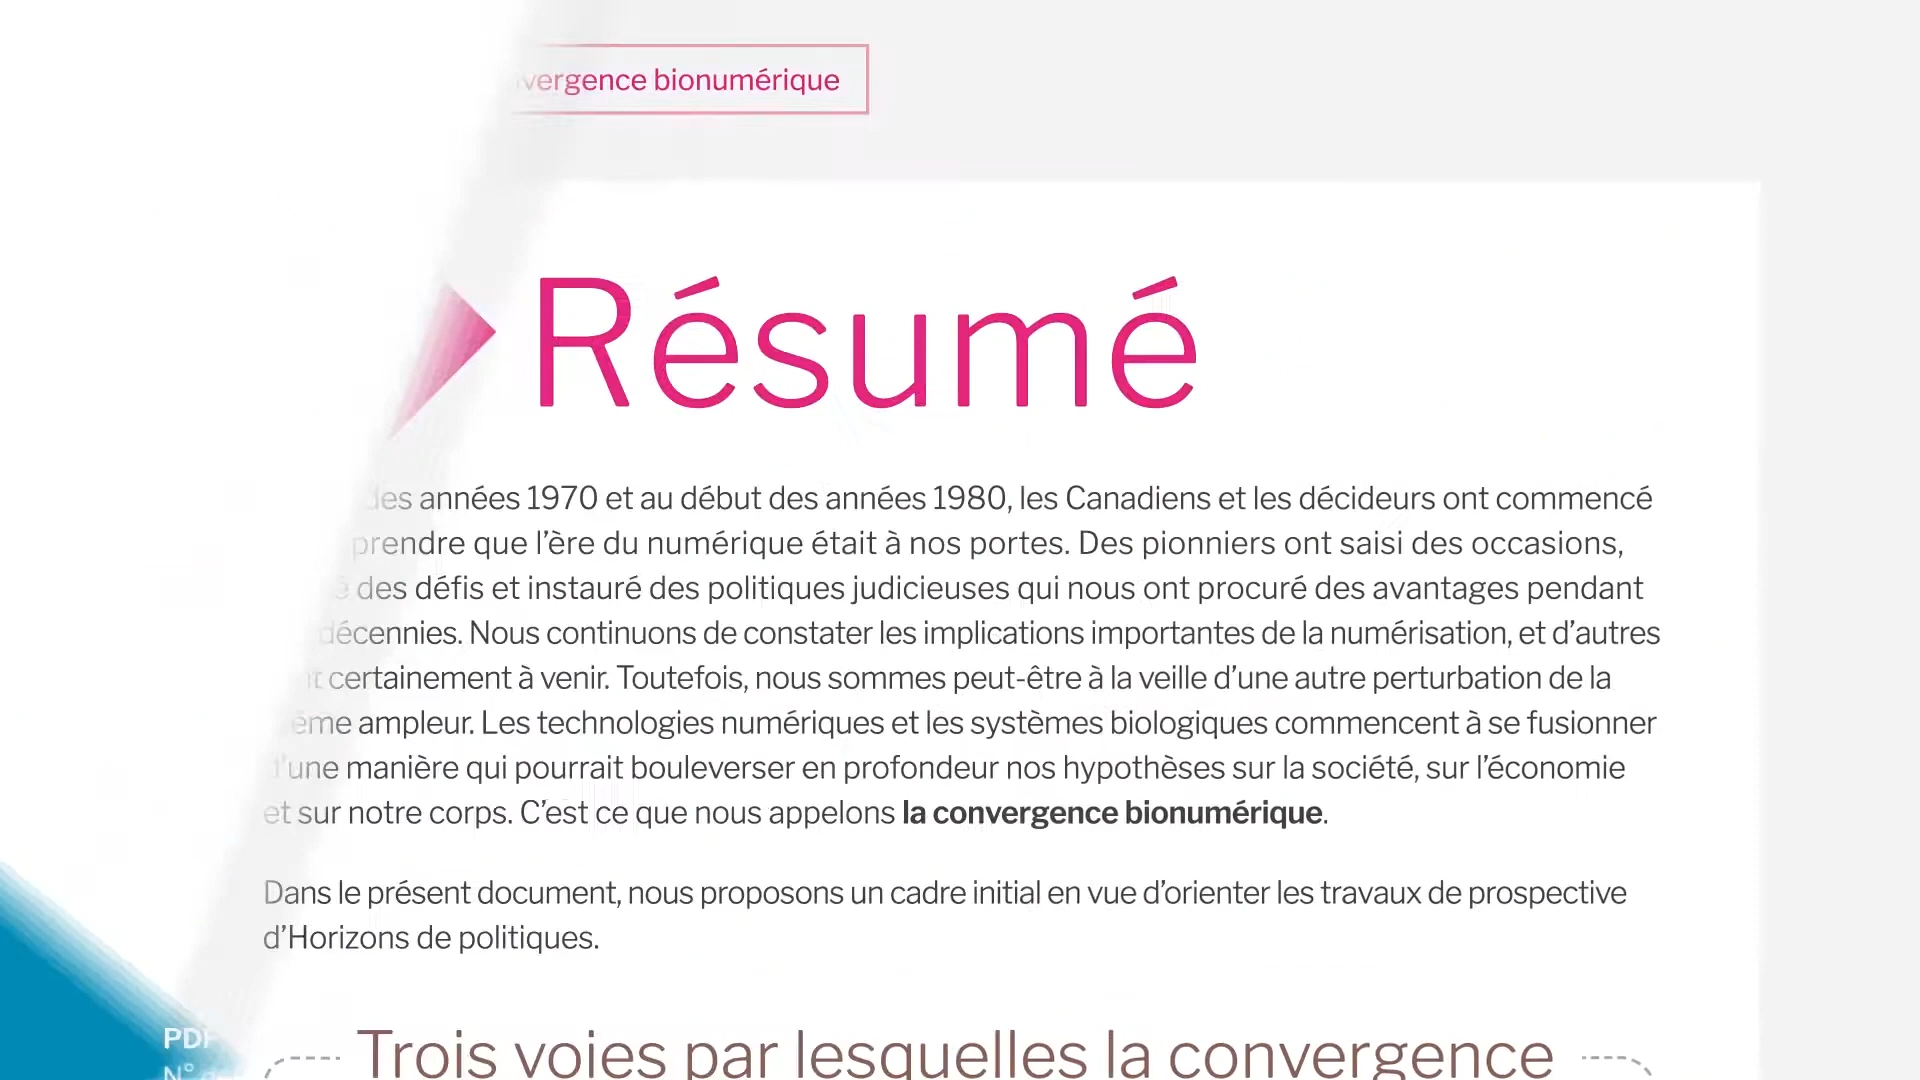 convergence bionumérique
Résumé
des années 1970 et au début des années 1980, les Canadiens et les décideurs ont commencé
prendre que l’ère du numérique était à nos portes. Des pionniers ont saisi des occasions,
des défis et instauré des politiques judicieuses qui nous ont procuré des avantages pendant
décennies. Nous continuons de constater les implications importantes de la numérisation, et d’autres
certainement à venir. Toutefois, nous sommes peut-être à la veille d’une autre perturbation de la
même ampleur. Les technologies numériques et les systèmes biologiques commencent à se fusionner
d’une manière qui pourrait bouleverser en profondeur nos hypothèses sur la société, sur l’économie
et sur notre corps. C’est ce que nous appelons la convergence bionumérique.
Dans le présent document, nous proposons un cadre initial en vue d’orienter les travaux de prospective
d’Horizons de politiques.
PDF
Trois voies par lesquelles la convergence